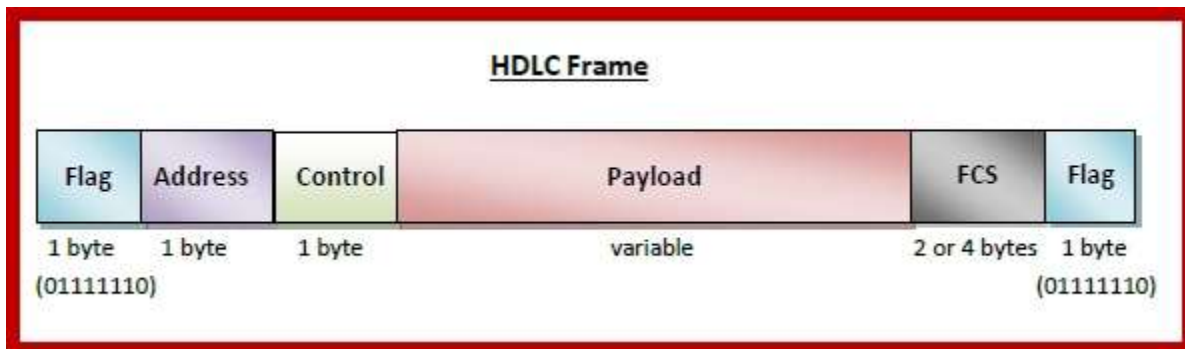 HDLC Frame
Flag Address Control Payload FCS Flag
1 byte 1 byte 1 byte variable 2 or 4 bytes 1 byte
(01111110) (01111110)